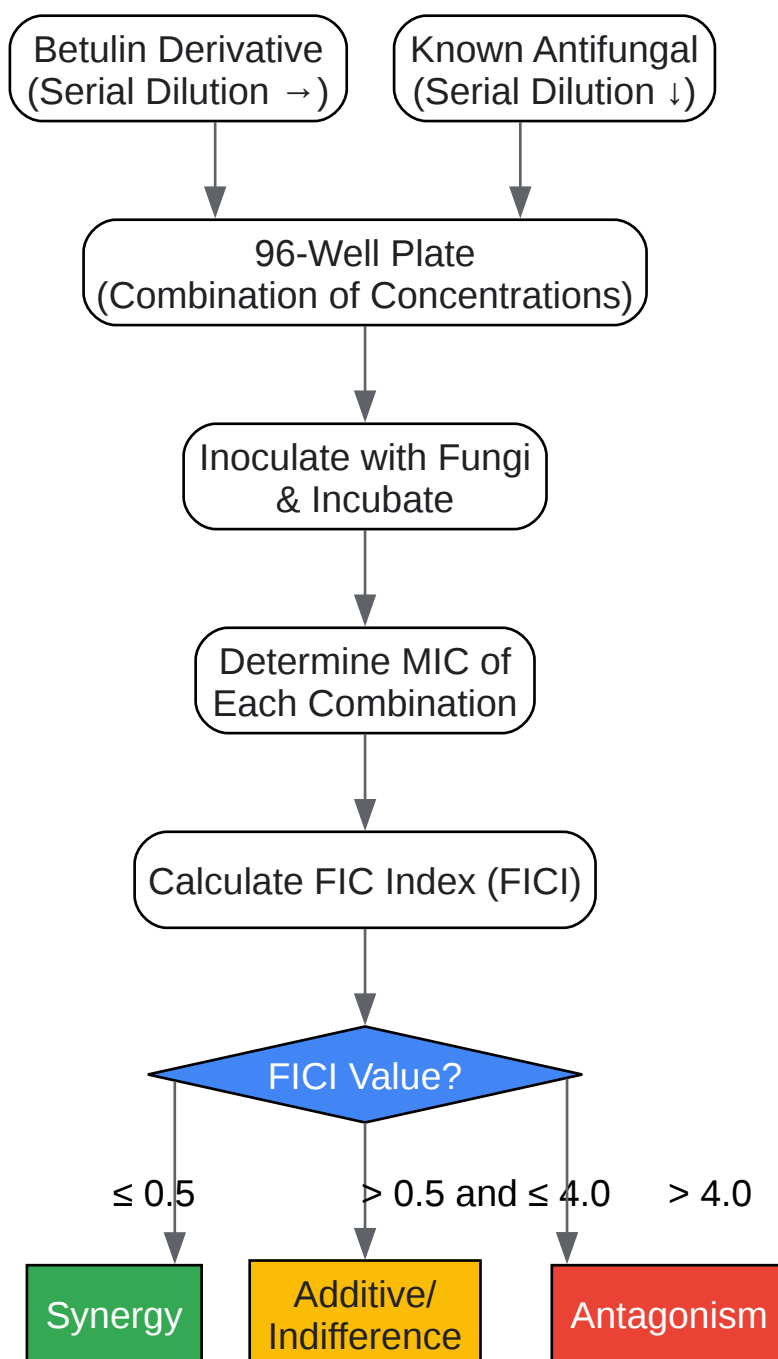 Betulin Derivative
(Serial Dilution →)
Known Antifungal
(Serial Dilution ↓)
96-Well Plate
(Combination of Concentrations)
Inoculate with Fungi
& Incubate
Determine MIC of
Each Combination
Calculate FIC Index (FICI)
FICI Value?
≤ 0.5
> 0.5 and ≤ 4.0
> 4.0
Synergy
Additive/
Indifference
Antagonism